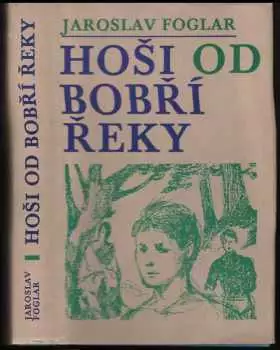 JAROSLAV FOGLAR
HOŠI OD
BOBŘÍ
ŘEKY
JAROSLAV
FOGLAR
HOŠI OD BOBŘÍ ŘEKY